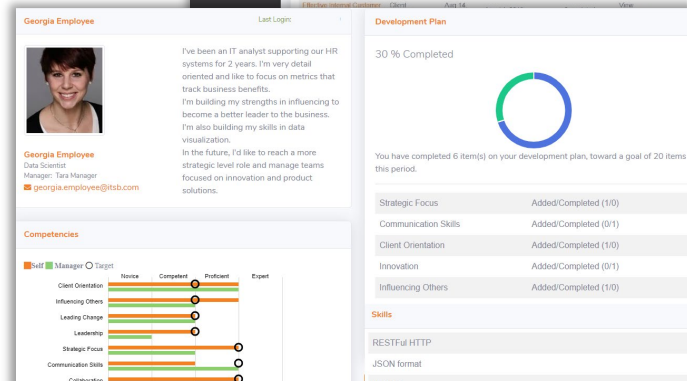 Effective Internal Customer Client Aug 14, View
Georgia Employee
Last Login:
I've been an IT analyst supporting our HR
systems for 2 years. I'm very detail
oriented and like to focus on metrics that
track business benefits.
I'm building my strengths in influencing to
become a better leader to the business.
I'm also building my skills in data
visualization.
In the future, I'd like to reach a more
strategic level role and manage teams
focused on innovation and product
solutions.
Georgia Employee
Data Scientist
Manager: Tara Manager
georgia.employee@itsb.com
Competencies
Self Manager Target
Novice Competent Proficient Expert
Client Orientation
Influencing Others
Leading Change
Leadership
Strategic Focus
Communication Skills
Collaboration
Development Plan
30 % Completed
You have completed 6 item(s) on your development plan, toward a goal of 20 items
this period.
Strategic Focus Added/Completed (1/0)
Communication Skills Added/Completed (0/1)
Client Orientation Added/Completed (1/0)
Innovation Added/Completed (0/1)
Influencing Others Added/Completed (1/0)
Skills
RESTFul HTTP
JSON format